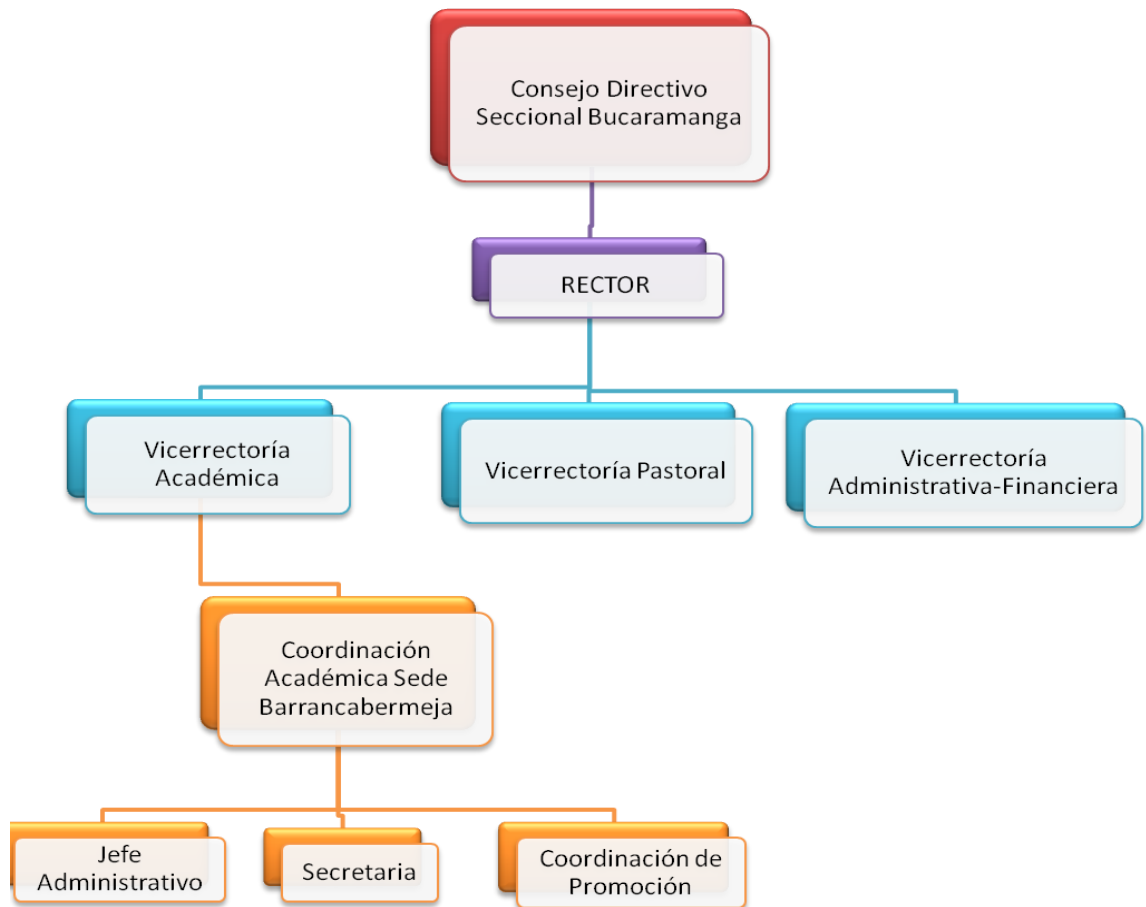 Consejo Directivo
Seccional Bucaramanga
RECTOR
Vicerrectoría
Académica
Vicerrectoría Pastoral
Vicerrectoría
Administrativa-Financiera
Coordinación
Académica Sede
Barrancabermeja
Jefe
Administrativo
Secretaria
Coordinación de
Promoción